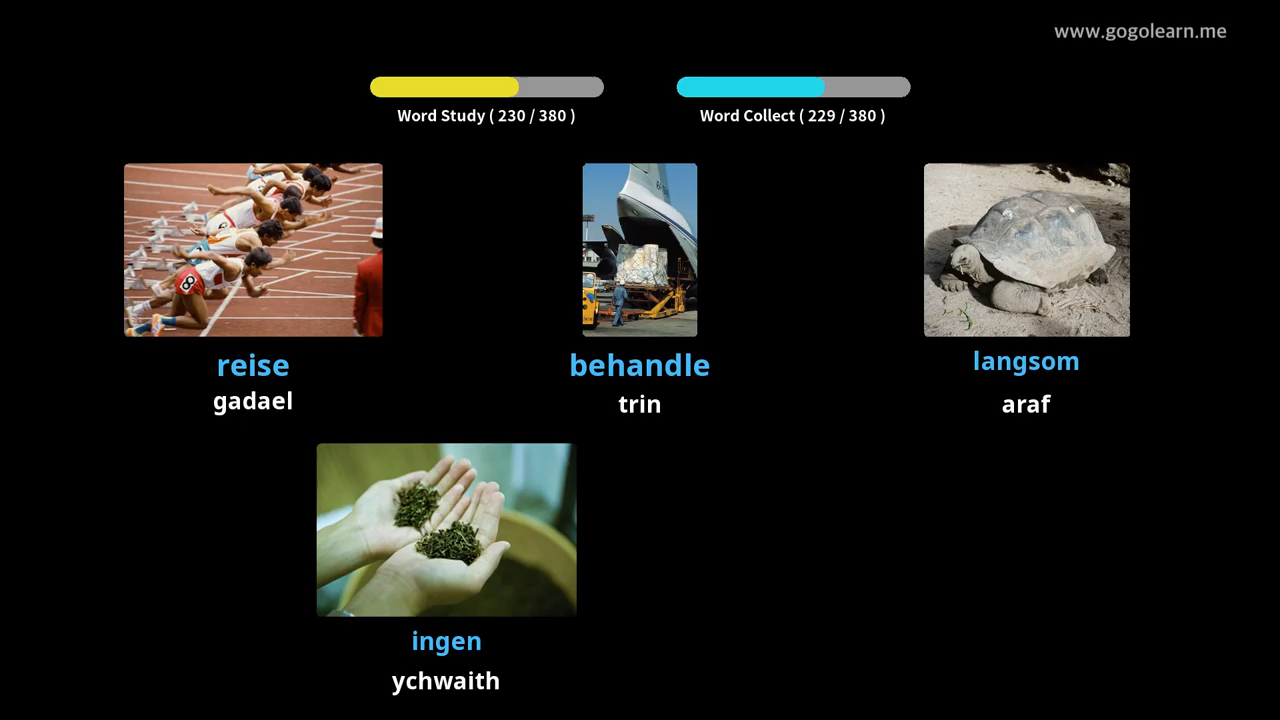 www.gogolearn.me
Word Study ( 230 / 380 )
Word Collect ( 229 / 380 )
reise
gadael
behandle
trin
langsom
araf
ingen
ychwaith